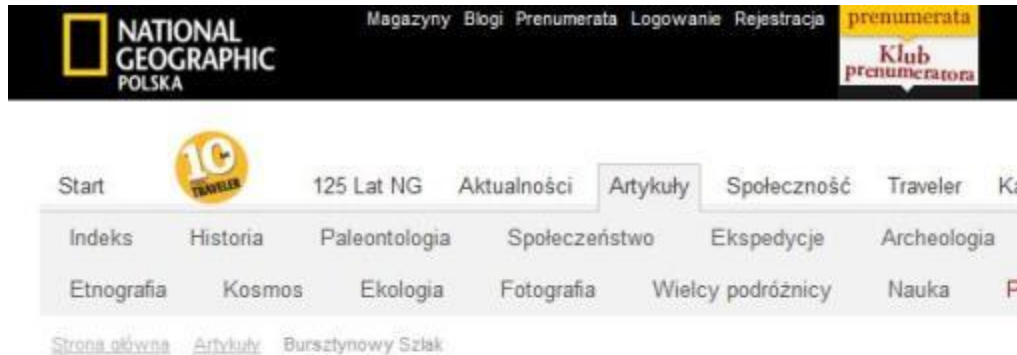 NATIONAL
GEOGRAPHIC
POLSKA
Magazyny Blogi Prenumerata Logowanie Rejestracja
prenumerata
Klub
prenumeratora
Start 10 TRAVELER 125 Lat NG Aktualności Artykuły Społeczność Traveler Ka
Indeks Historia Paleontologia Społeczeństwo Ekspedycje Archeologia
Etnografia Kosmos Ekologia Fotografia Wielcy podróżnicy Nauka P
Strona główna Artykuły Bursztynowy Szlak